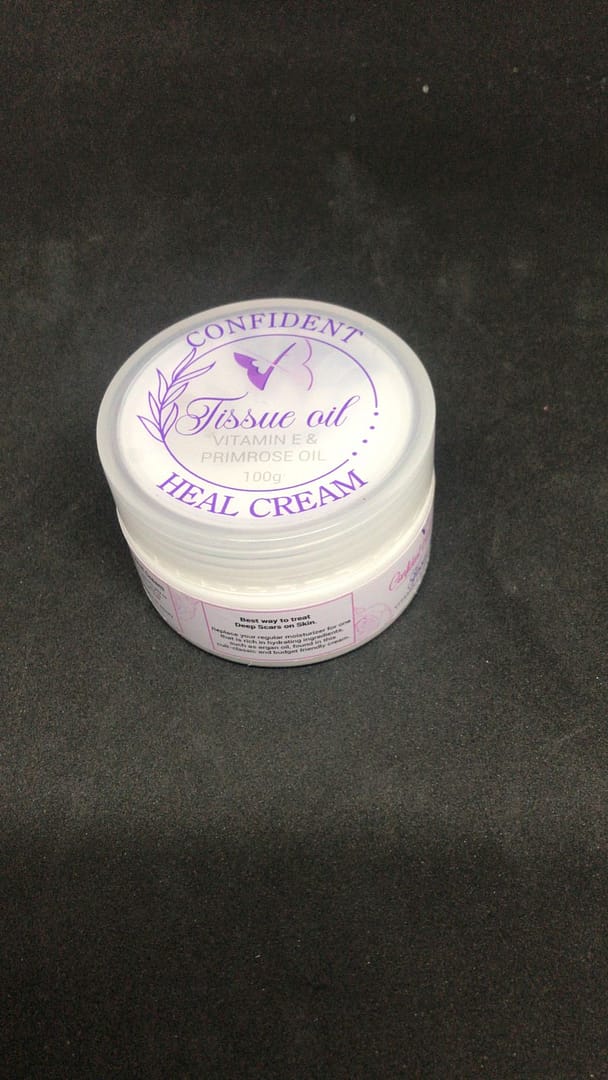 CONFIDENT
Tissue oil
VITAMIN E &
PRIMROSE OIL
100g
HEAL CREAM
Best way to treat
Deep Scars on Skin.
Replace your regular moisturizer for one
that is rich in hydrating ingredients,
such as argan oil, found in this
cult-classic and budget friendly cream.